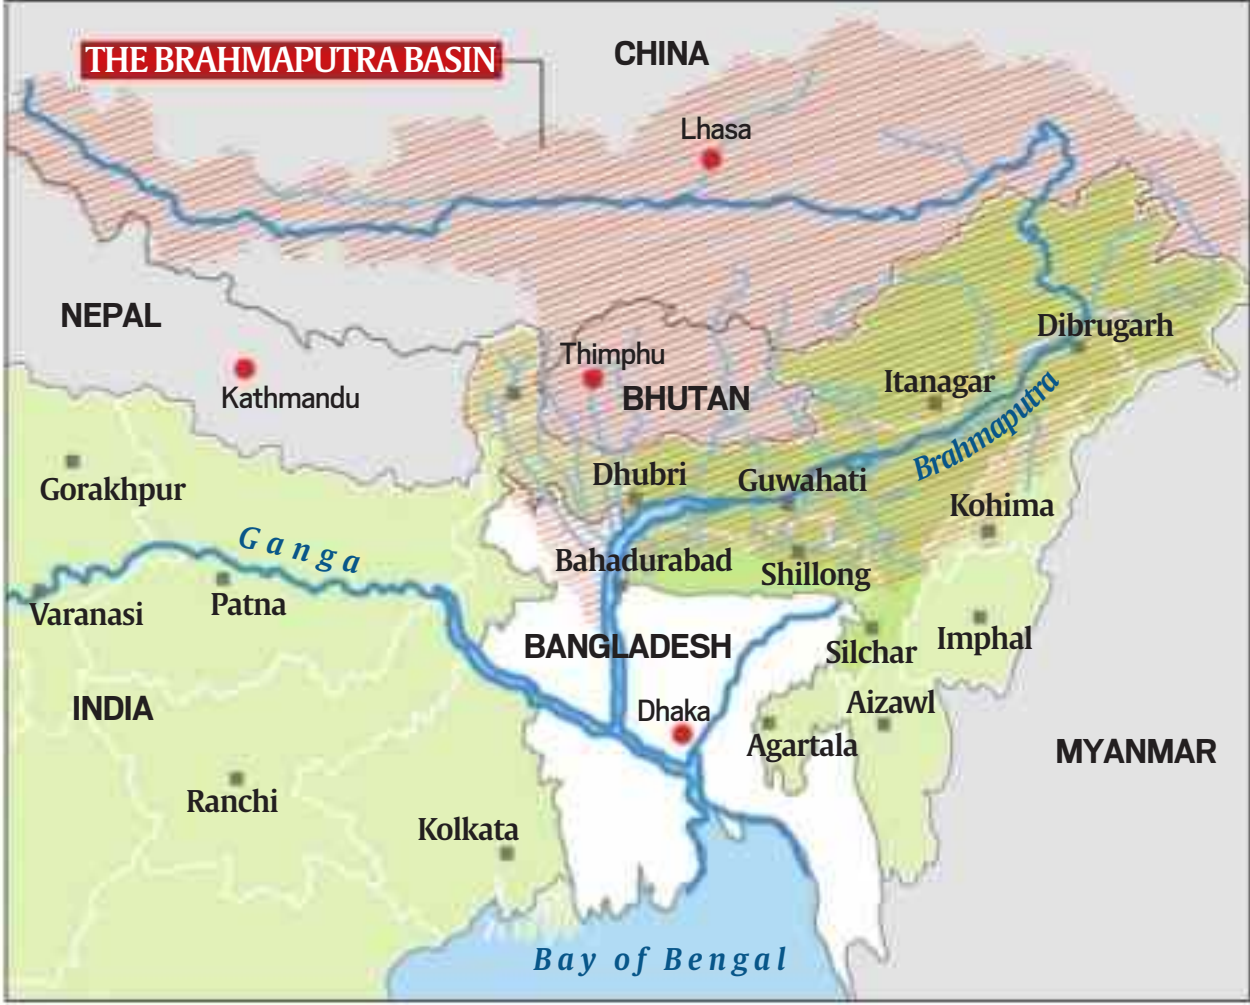 THE BRAHMAPUTRA BASIN
CHINA
Lhasa
NEPAL
Kathmandu
Thimphu
BHUTAN
Dibrugarh
Itanagar
Brahmaputra
Gorakhpur
Dhubri
Guwahati
Kohima
Ganga
Bahadurabad
Shillong
Varanasi
Patna
BANGLADESH
Silchar
Imphal
INDIA
Dhaka
Aizawl
Agartala
MYANMAR
Ranchi
Kolkata
Bay of Bengal